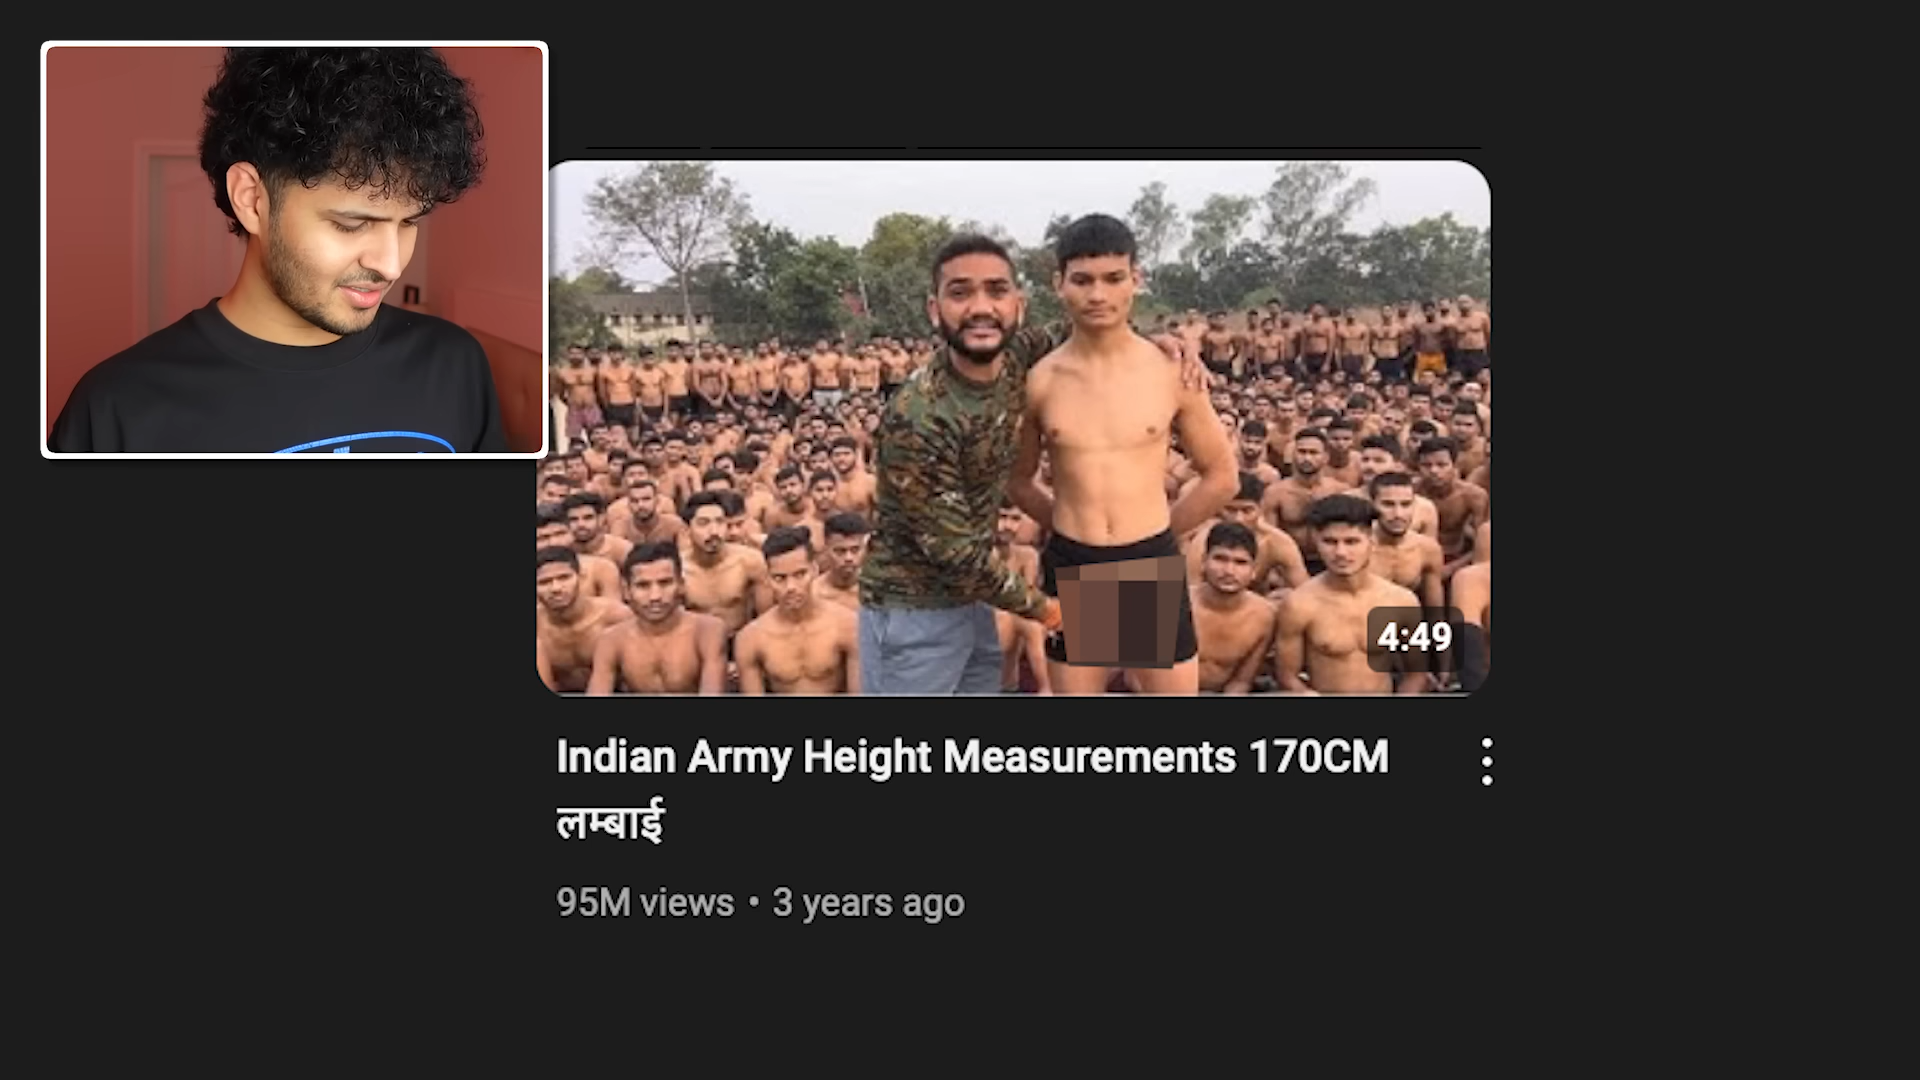 4:49
Indian Army Height Measurements 170CM
लम्बाई
95M views • 3 years ago